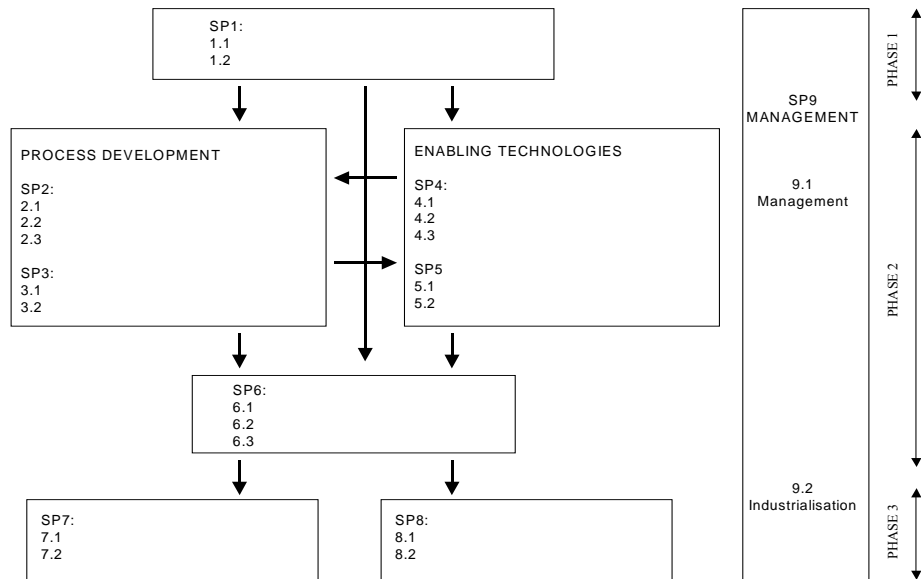 SP1:
1.1
1.2
PROCESS DEVELOPMENT
SP2:
2.1
2.2
2.3
SP3:
3.1
3.2
ENABLING TECHNOLOGIES
SP4:
4.1
4.2
4.3
SP5
5.1
5.2
SP6:
6.1
6.2
6.3
SP7:
7.1
7.2
SP8:
8.1
8.2
SP9
MANAGEMENT
9.1
Management
9.2
Industrialisation
PHASE 1
PHASE 2
PHASE 3